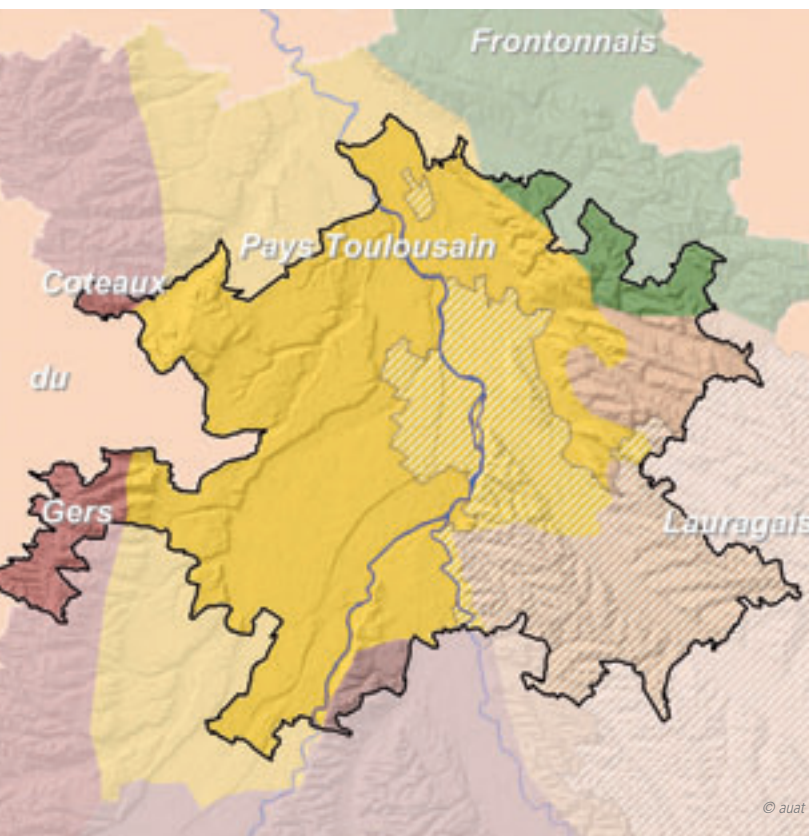 Frontonnais
Pays Toulousain
Coteaux
du
Gers
Lauragais
© auat